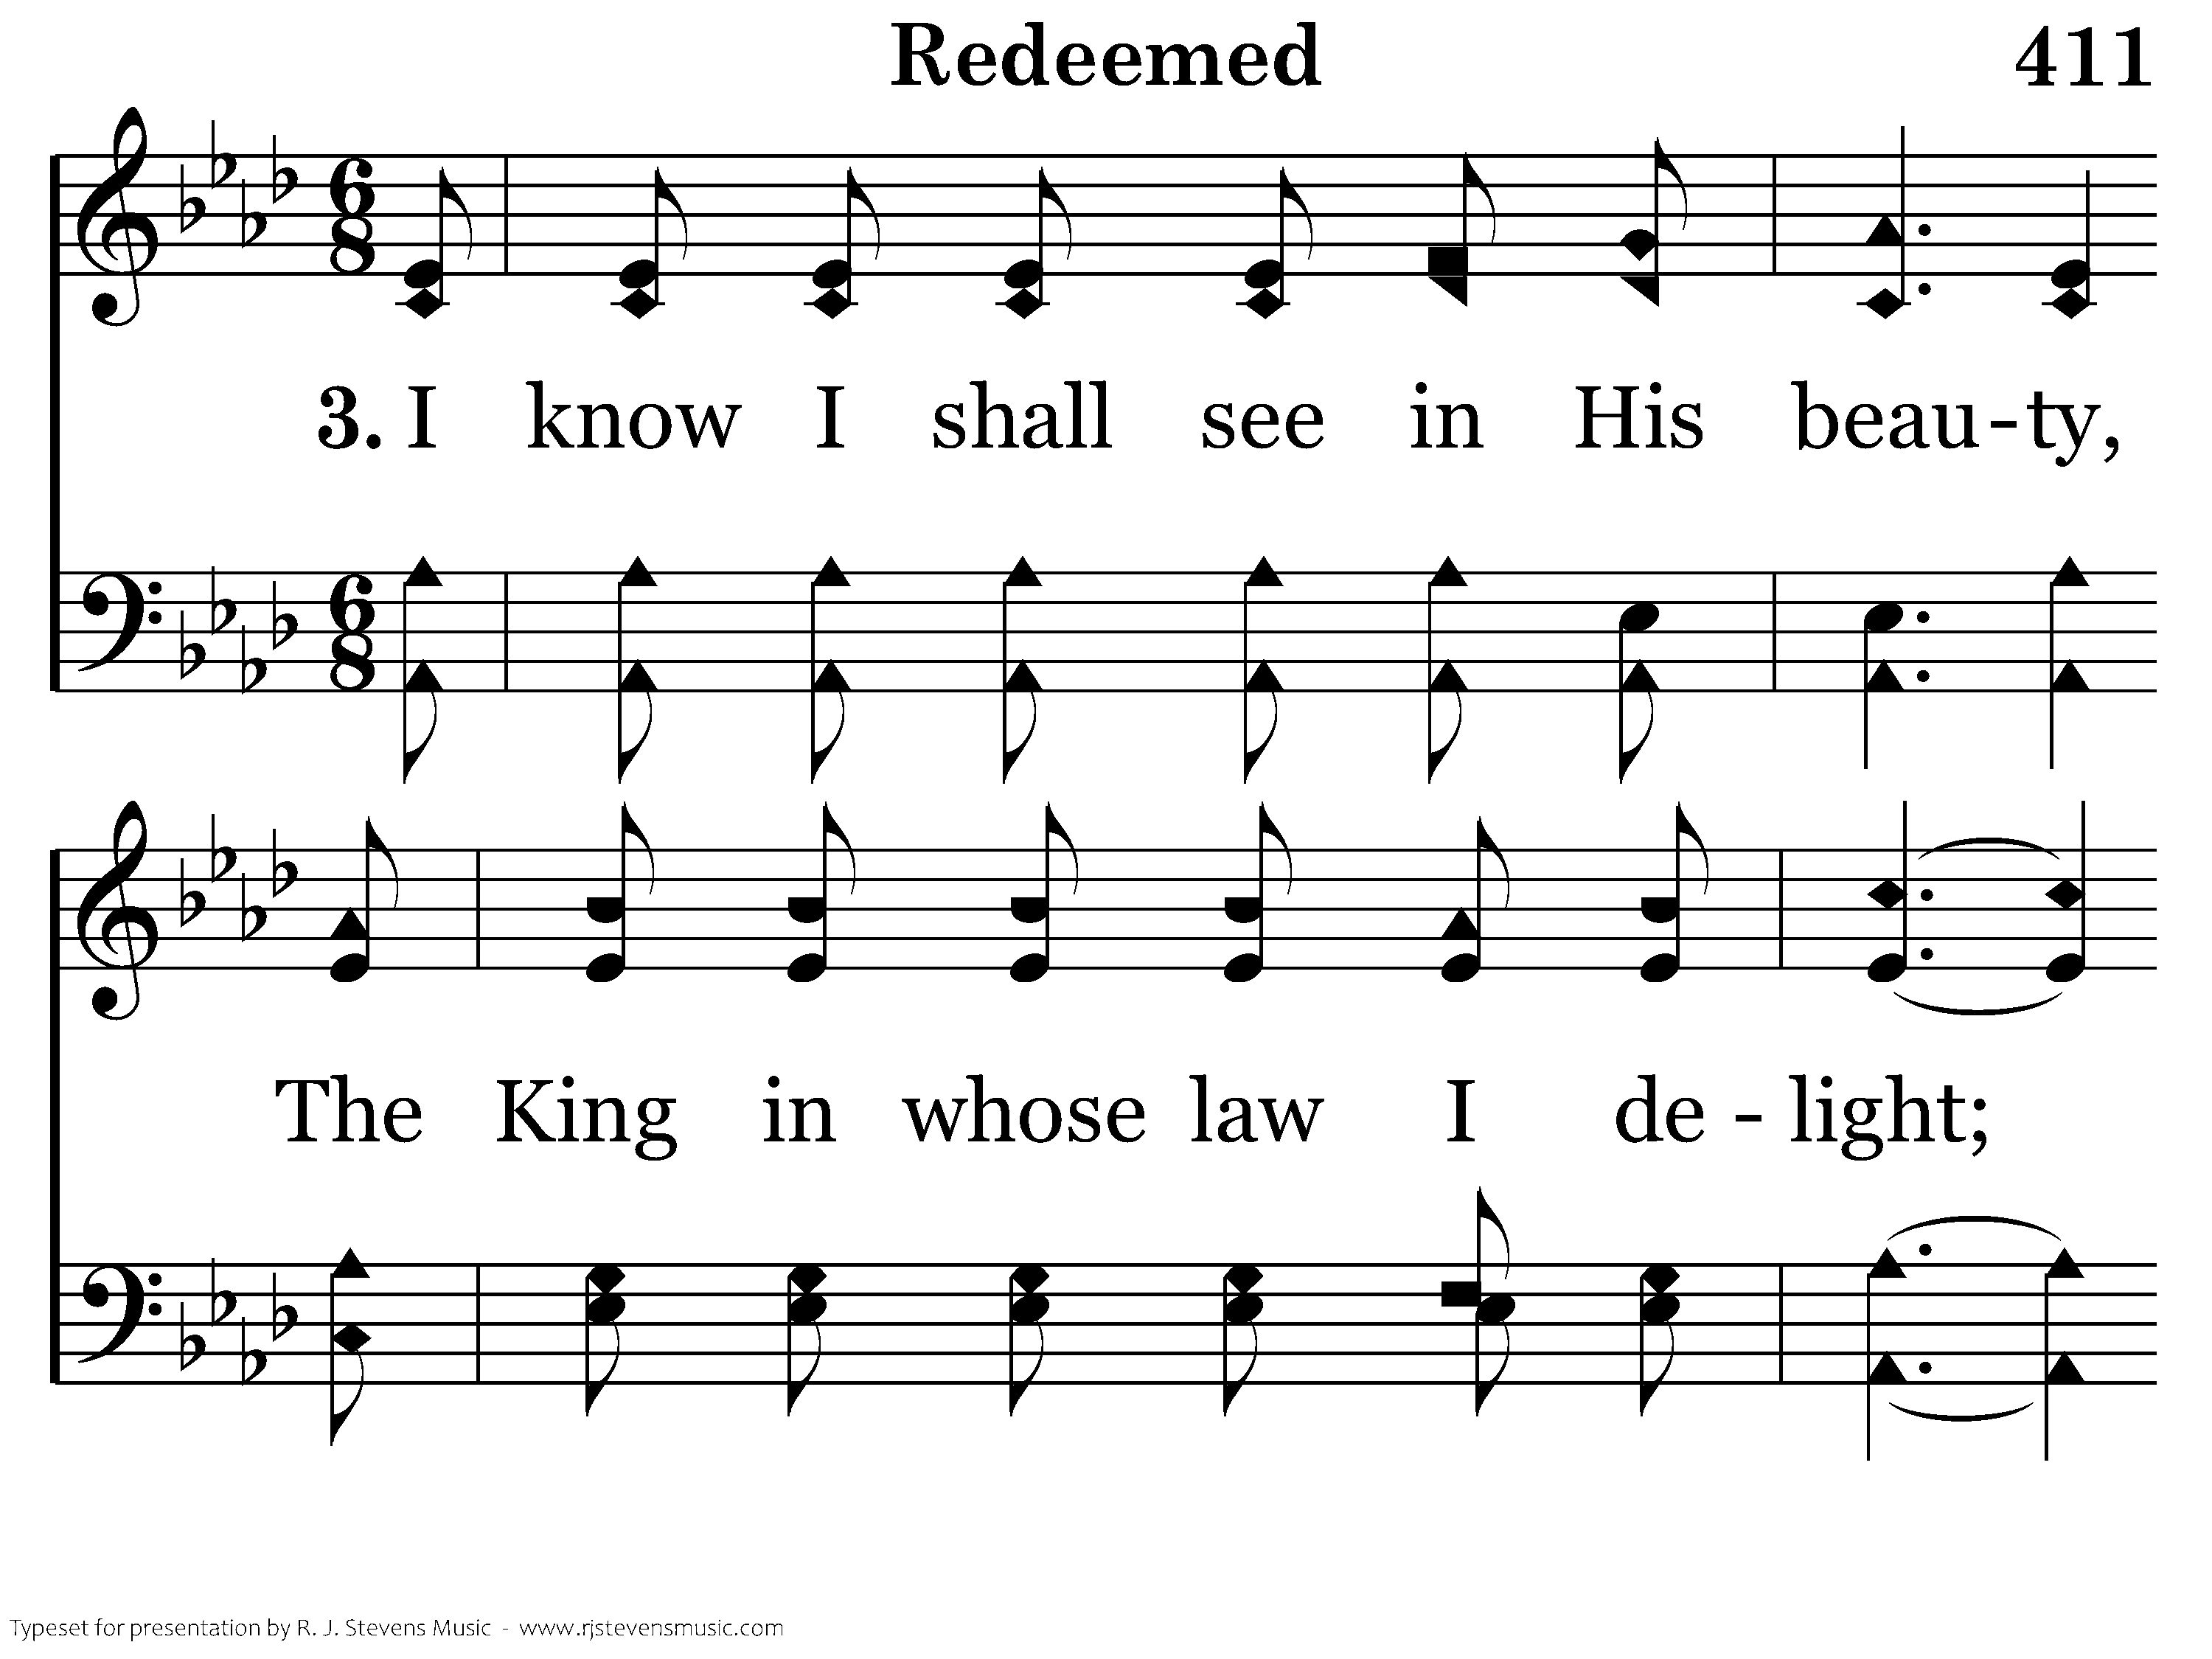 Redeemed 411
3. I know I shall see in His beau-ty,
The King in whose law I de - light;
Typeset for presentation by R. J. Stevens Music - www.rjstevensmusic.com